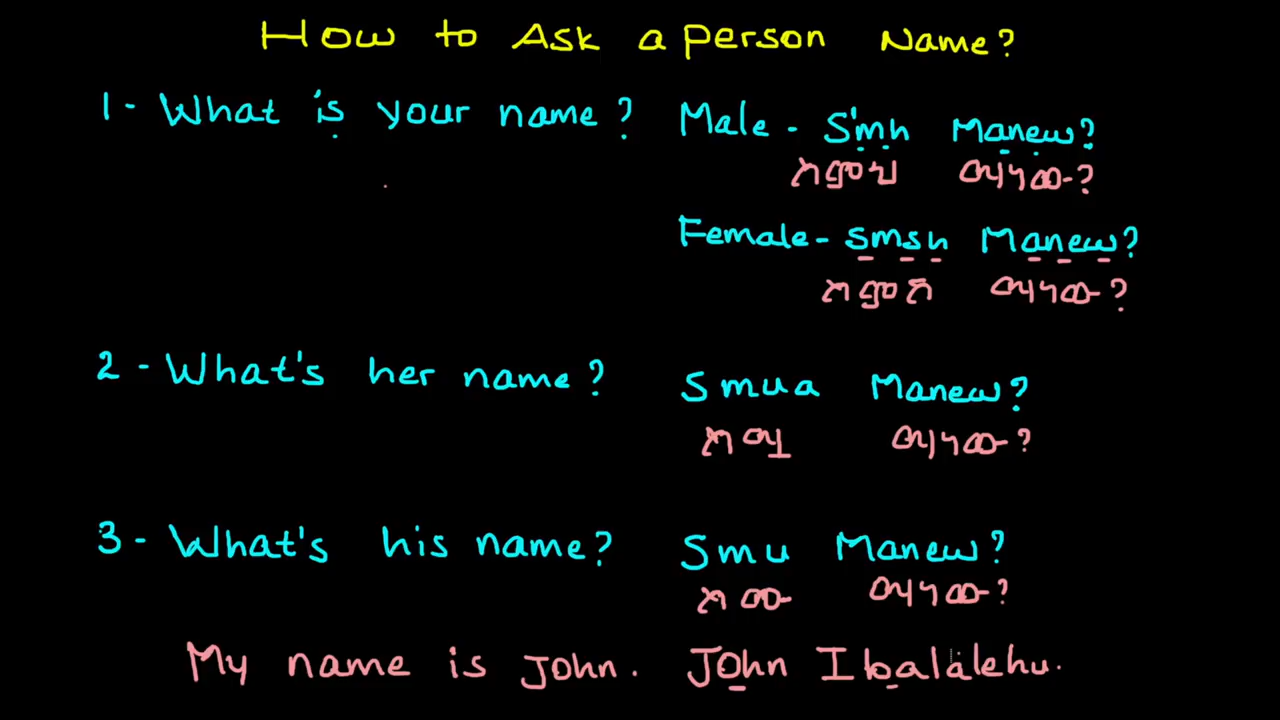 How to Ask a person Name?
1- What is your name? Male - S'mh Manew?
ስምህ ማነው?
Female - smsh Manew?
ስምሽ ማነው?
2 - What's her name? Smua Manew?
ስሟ ማነው?
3 - What's his name? Smu Manew?
ስሙ ማነው?
My name is John. John Ibalalehu.